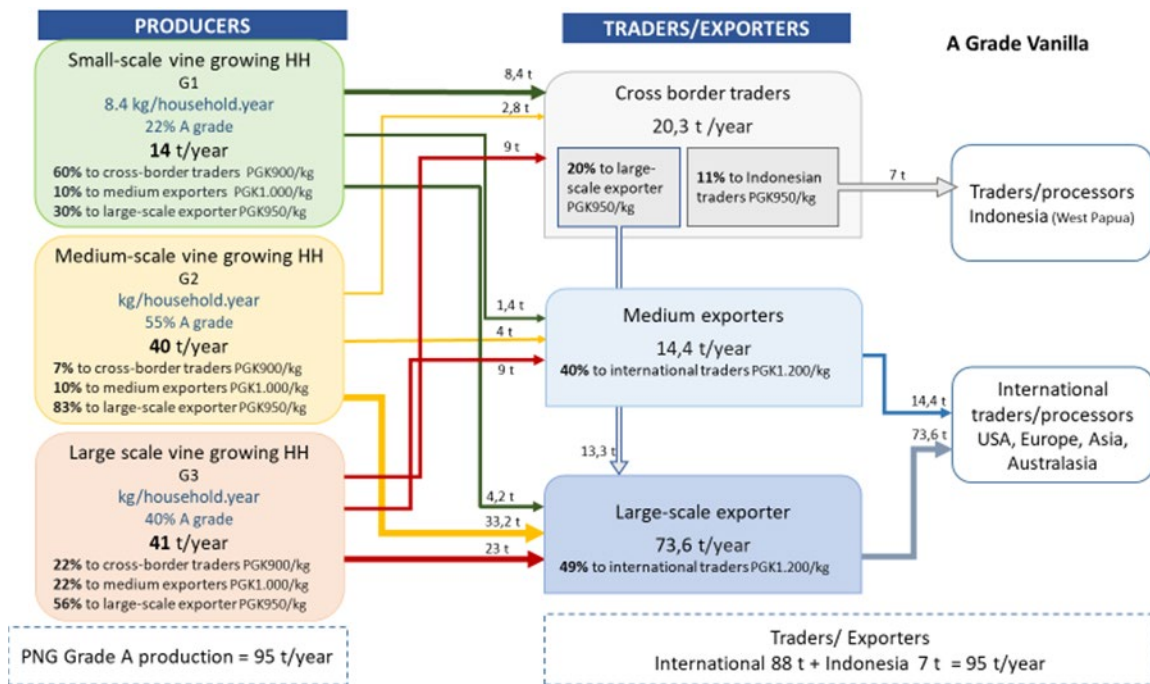 PRODUCERS
Small-scale vine growing HH
G1
8.4 kg/household.year
22% A grade
14 t/year
60% to cross-border traders PGK900/kg
10% to medium exporters PGK1.000/kg
30% to large-scale exporter PGK950/kg
Medium-scale vine growing HH
G2
kg/household.year
55% A grade
40 t/year
7% to cross-border traders PGK900/kg
10% to medium exporters PGK1.000/kg
83% to large-scale exporter PGK950/kg
Large scale vine growing HH
G3
kg/household.year
40% A grade
41 t/year
22% to cross-border traders PGK900/kg
22% to medium exporters PGK1.000/kg
56% to large-scale exporter PGK950/kg
PNG Grade A production = 95 t/year
8,4 t
2,8 t
9 t
1,4 t
4 t
9 t
13,3 t
4,2 t
33,2 t
23 t
TRADERS/EXPORTERS
Cross border traders
20,3 t /year
20% to large-
scale exporter
PGK950/kg
11% to Indonesian
traders PGK950/kg
Medium exporters
14,4 t/year
40% to international traders PGK1.200/kg
Large-scale exporter
73,6 t/year
49% to international traders PGK1.200/kg
Traders/ Exporters
International 88 t + Indonesia 7 t = 95 t/year
A Grade Vanilla
7 t
Traders/processors
Indonesia (West Papua)
14,4 t
73,6 t
International
traders/processors
USA, Europe, Asia,
Australasia